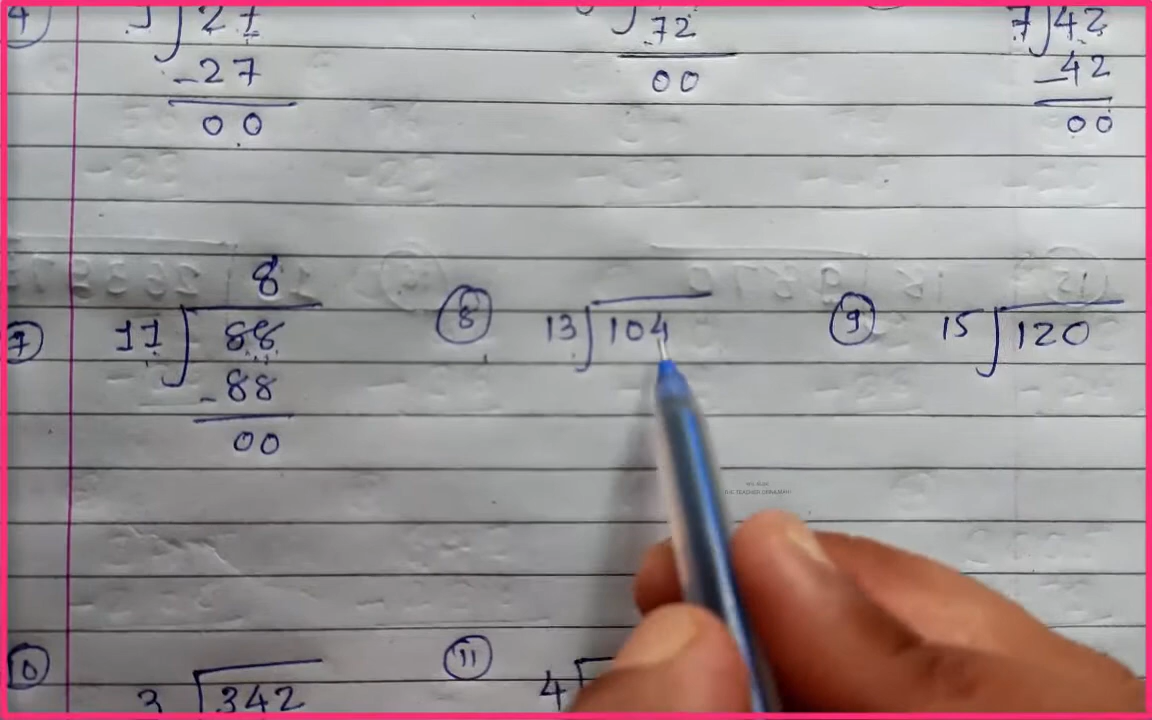 4 27 72 7 42
-27 00 -42
00 00
8
7 11 88 8 13 104 9 15 120
-88
00
10 3 342 11 4